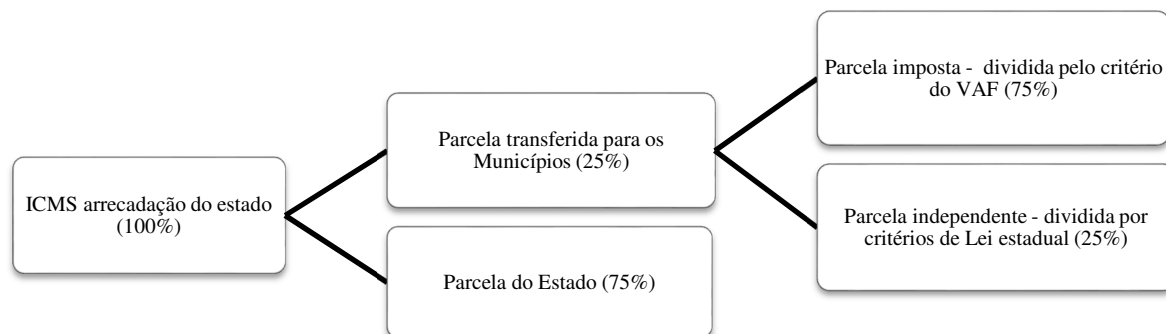 ICMS arrecadação do estado
(100%)
Parcela transferida para os
Municípios (25%)
Parcela do Estado (75%)
Parcela imposta - dividida pelo critério
do VAF (75%)
Parcela independente - dividida por
critérios de Lei estadual (25%)